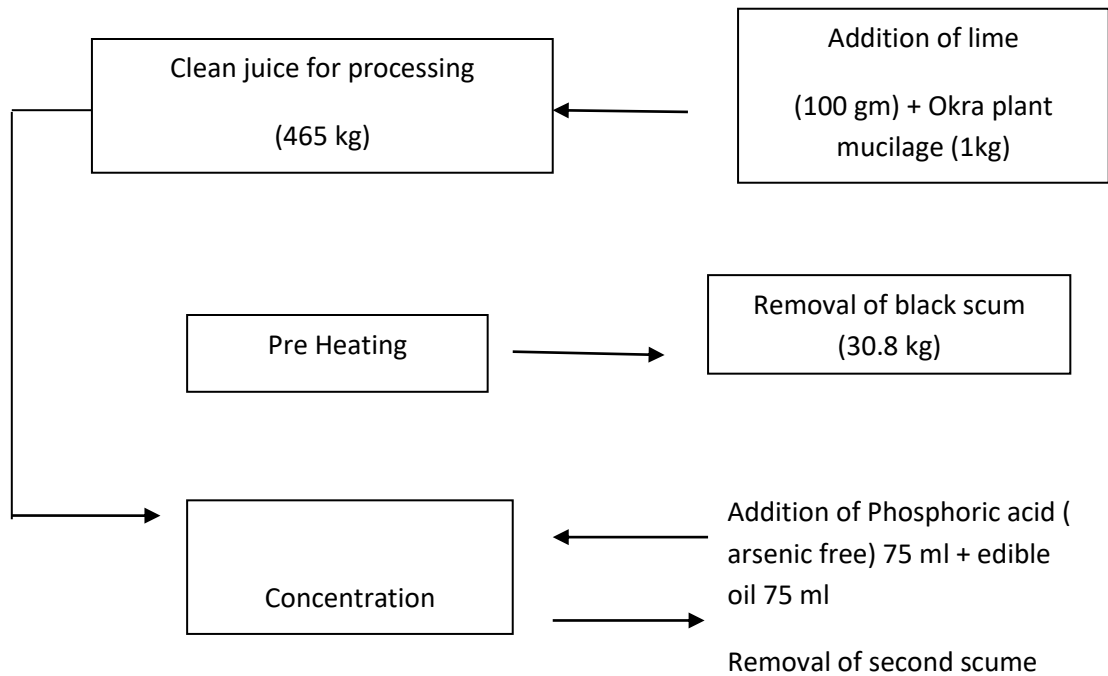 Clean juice for processing
(465 kg)
Addition of lime
(100 gm) + Okra plant
mucilage (1kg)
Pre Heating
Removal of black scum
(30.8 kg)
Concentration
Addition of Phosphoric acid (
arsenic free) 75 ml + edible
oil 75 ml
Removal of second scume